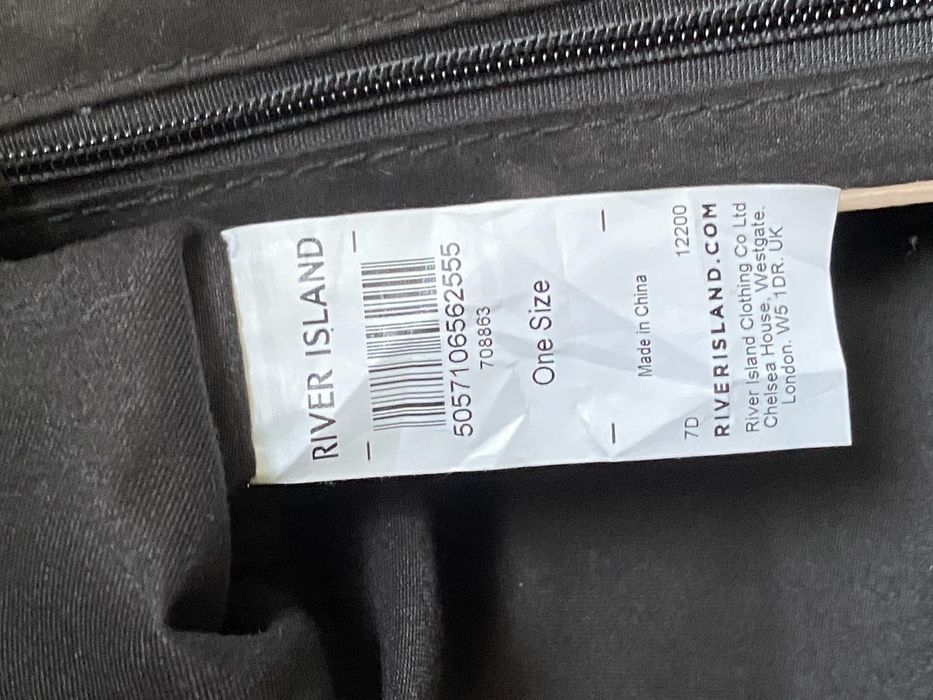 RIVER ISLAND
5057106562555
708863
One Size
Made in China
7D 12200
RIVERISLAND.COM
River Island Clothing Co Ltd
Chelsea House, Westgate.
London. W5 1DR. UK